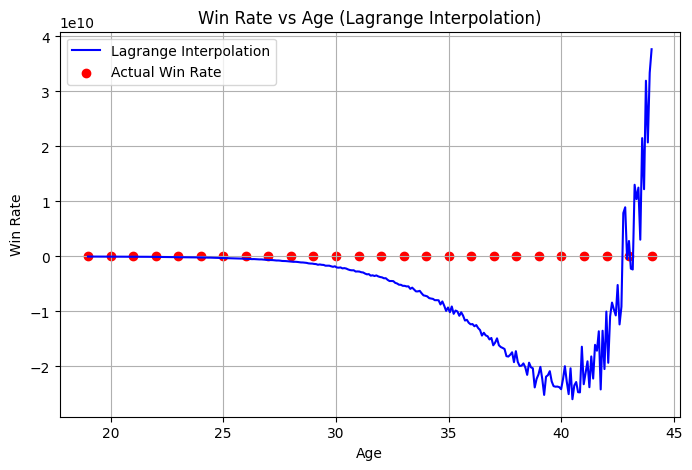 Win Rate vs Age (Lagrange Interpolation)
1e10
Lagrange Interpolation
Actual Win Rate
4
3
2
1
0
−1
−2
Win Rate
20 25 30 35 40 45
Age